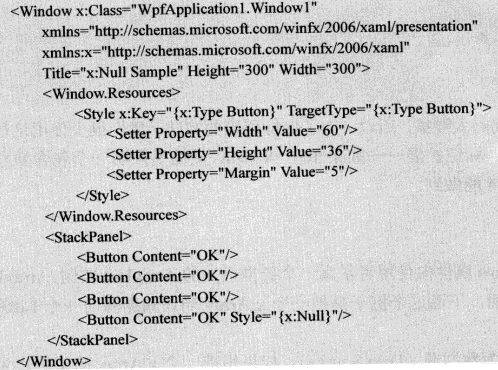 <Window x:Class="WpfApplication1.Window1"
xmlns="http://schemas.microsoft.com/winfx/2006/xaml/presentation"
xmlns:x="http://schemas.microsoft.com/winfx/2006/xaml"
Title="x:Null Sample" Height="300" Width="300">
<Window.Resources>
<Style x:Key="{x:Type Button}" TargetType="{x:Type Button}">
<Setter Property="Width" Value="60"/>
<Setter Property="Height" Value="36"/>
<Setter Property="Margin" Value="5"/>
</Style>
</Window.Resources>
<StackPanel>
<Button Content="OK"/>
<Button Content="OK"/>
<Button Content="OK"/>
<Button Content="OK" Style="{x:Null}"/>
</StackPanel>
</Window>